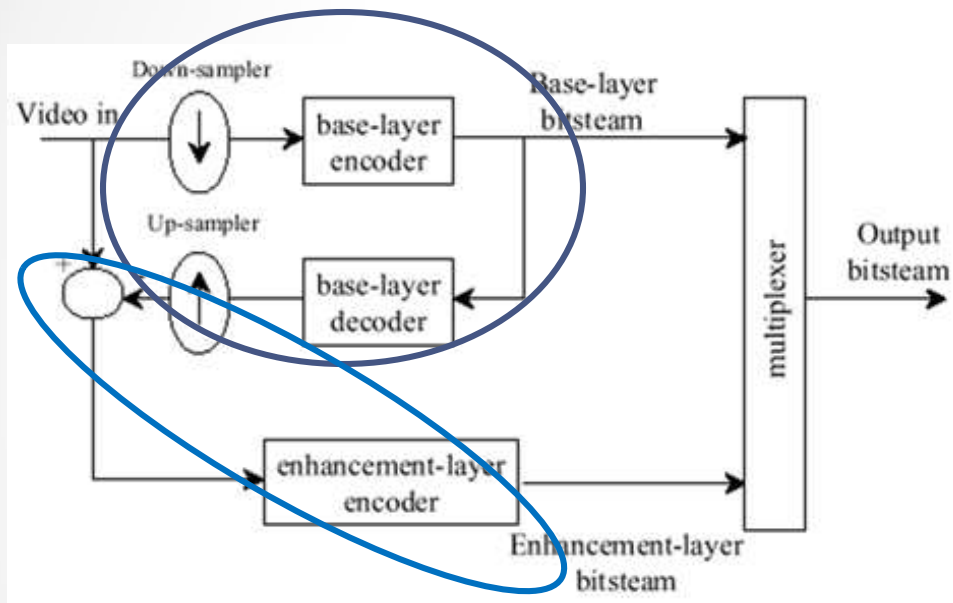 Down-sampler
Video in
base-layer
encoder
Base-layer
bitsteam
Up-sampler
+
-
base-layer
decoder
multiplexer
Output
bitsteam
enhancement-layer
encoder
Enhancement-layer
bitsteam